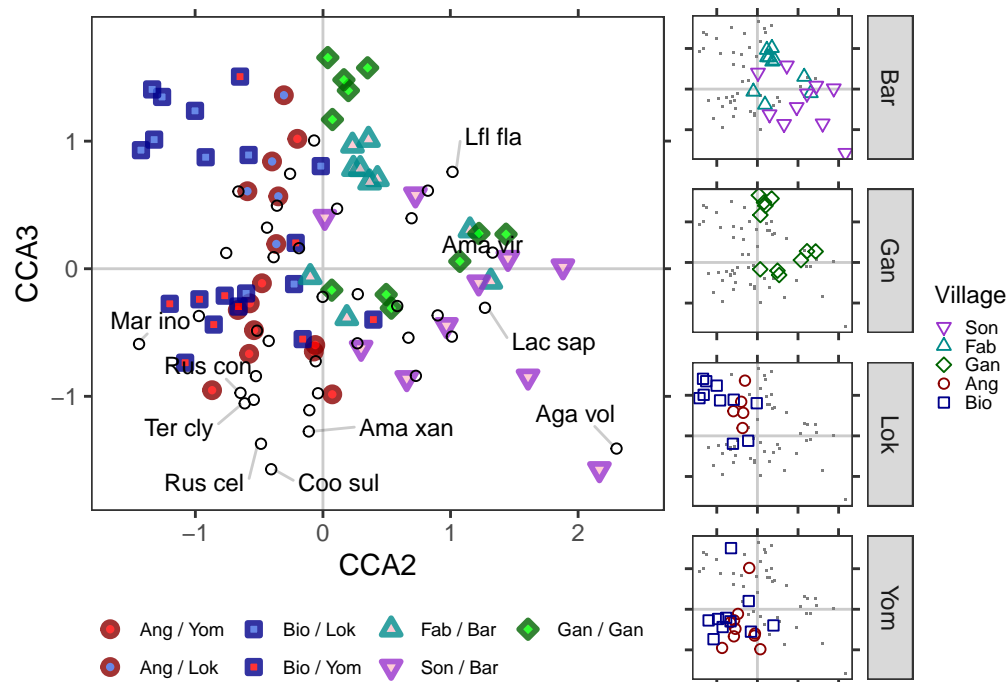 CCA3
1
0
−1
−1
0
1
2
CCA2
Lfl fla
Ama vir
Mar ino
Lac sap
Rus con
Ter cly
Ama xan
Aga vol
Rus cel
Coo sul
Ang / Yom
Bio / Lok
Fab / Bar
Gan / Gan
Ang / Lok
Bio / Yom
Son / Bar
Bar
Gan
Lok
Yom
Village
Son
Fab
Gan
Ang
Bio